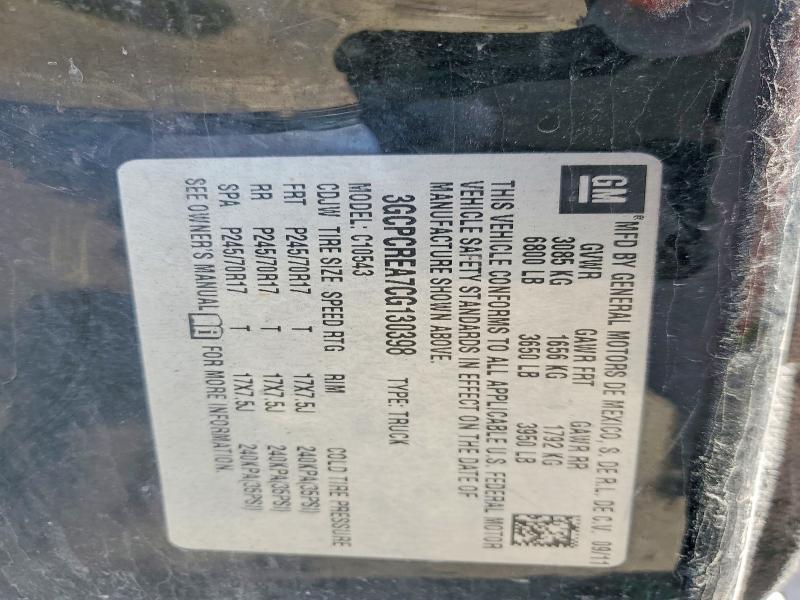 GM
MFD BY GENERAL MOTORS DE MEXICO, S. DE R.L. DE C.V. 09/11
GVWR GAWR FRT GAWR RR
3085 KG 1656 KG 1792 KG
6800 LB 3650 LB 3950 LB
THIS VEHICLE CONFORMS TO ALL APPLICABLE U.S. FEDERAL MOTOR
VEHICLE SAFETY STANDARDS IN EFFECT ON THE DATE OF
MANUFACTURE SHOWN ABOVE.
3GCPCREA7CG130398 TYPE: TRUCK
MODEL: C10543
CDJW TIRE SIZE SPEED RTG RIM COLD TIRE PRESSURE
FRT P245/70R17 T 17X7.5J 240KPA(35PSI)
RR P245/70R17 T 17X7.5J 240KPA(35PSI)
SPA P245/70R17 T 17X7.5J 240KPA(35PSI)
SEE OWNER'S MANUAL FOR MORE INFORMATION